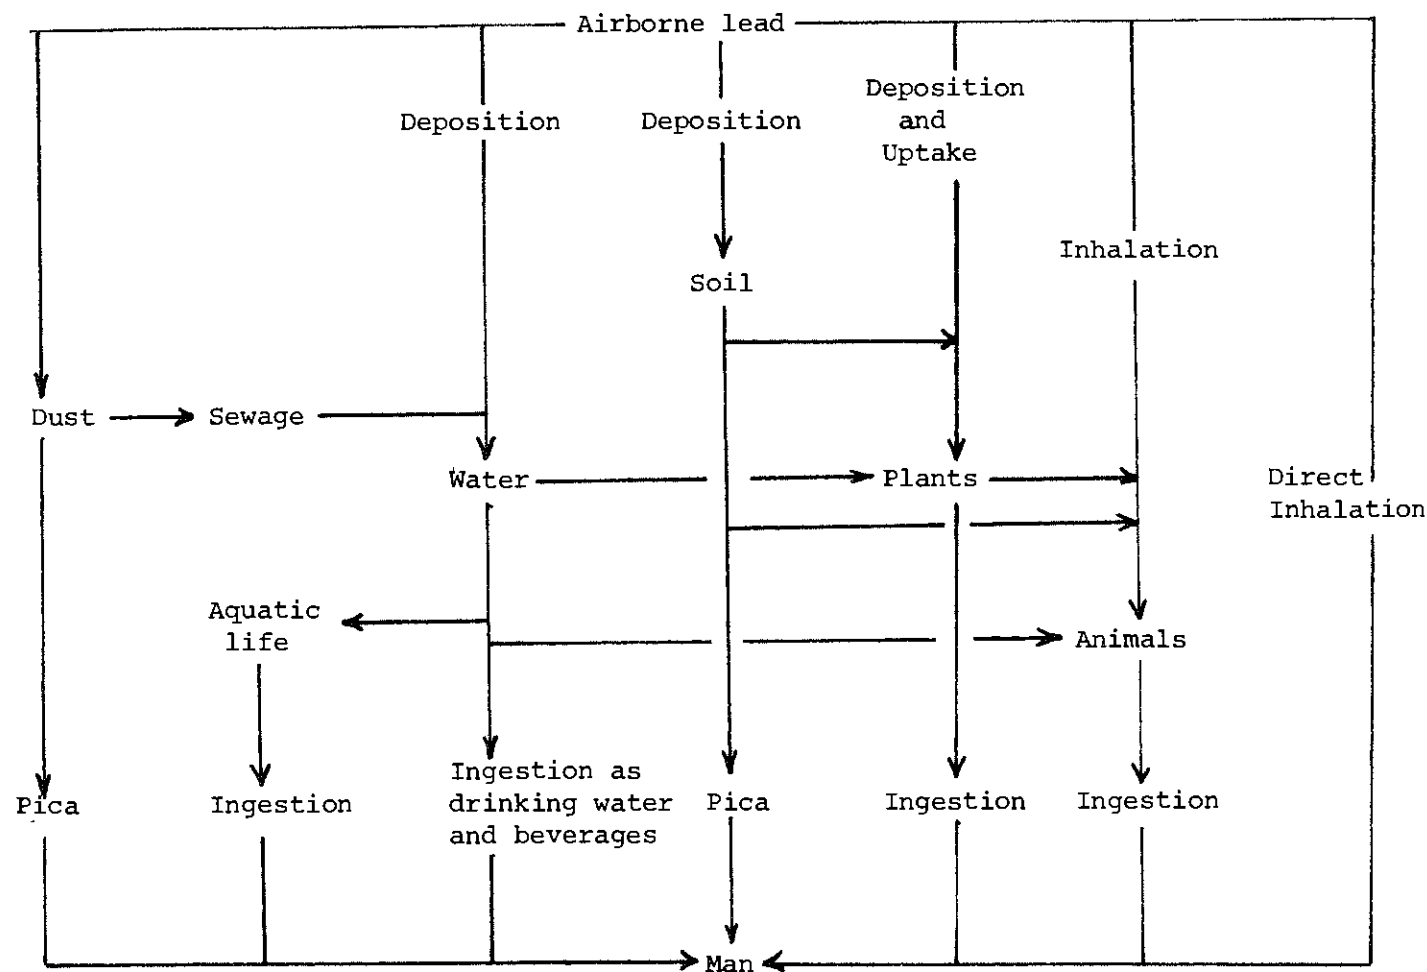 Airborne lead
Deposition
Deposition
Deposition
and
Uptake
Inhalation
Soil
Dust
Sewage
Water
Plants
Direct
Inhalation
Aquatic
life
Animals
Pica
Ingestion
Ingestion as
drinking water
and beverages
Pica
Ingestion
Ingestion
Man